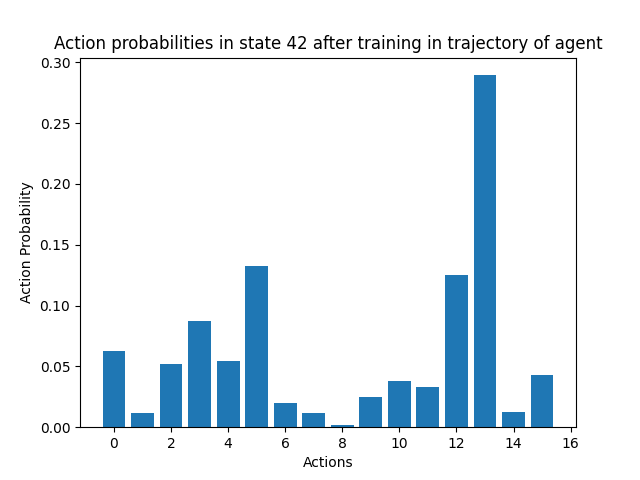 Action probabilities in state 42 after training in trajectory of agent
0.30
0.25
0.20
0.15
0.10
0.05
0.00
Action Probability
0 2 4 6 8 10 12 14 16
Actions